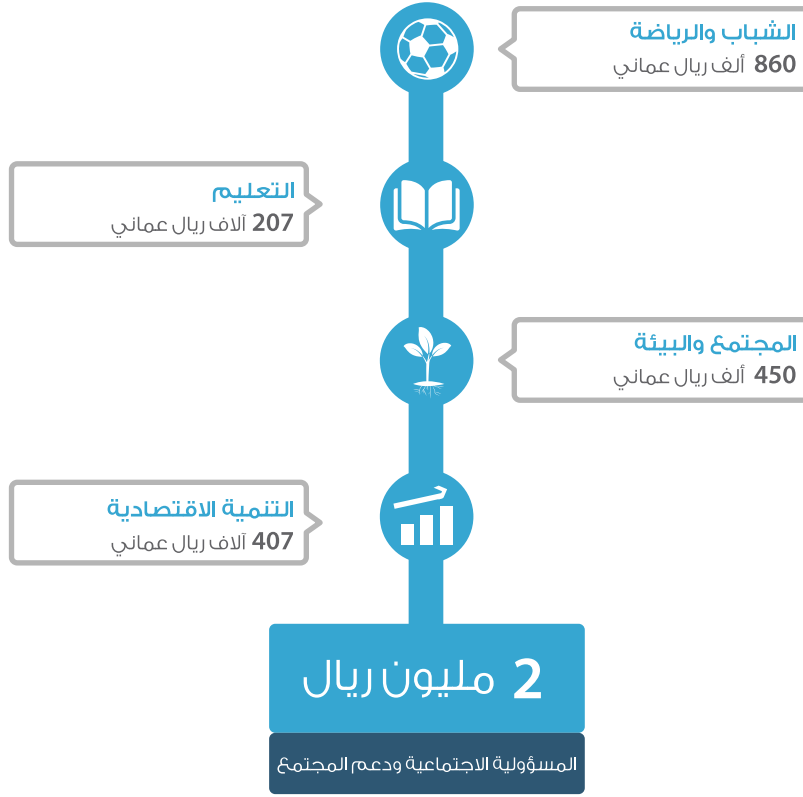 الشباب والرياضة
860 ألف ريال عماني
التعليم
207 آلاف ريال عماني
المجتمع والبيئة
450 ألف ريال عماني
التنمية الاقتصادية
407 آلاف ريال عماني
2 مليون ريال
المسؤولية الاجتماعية ودعم المجتمع